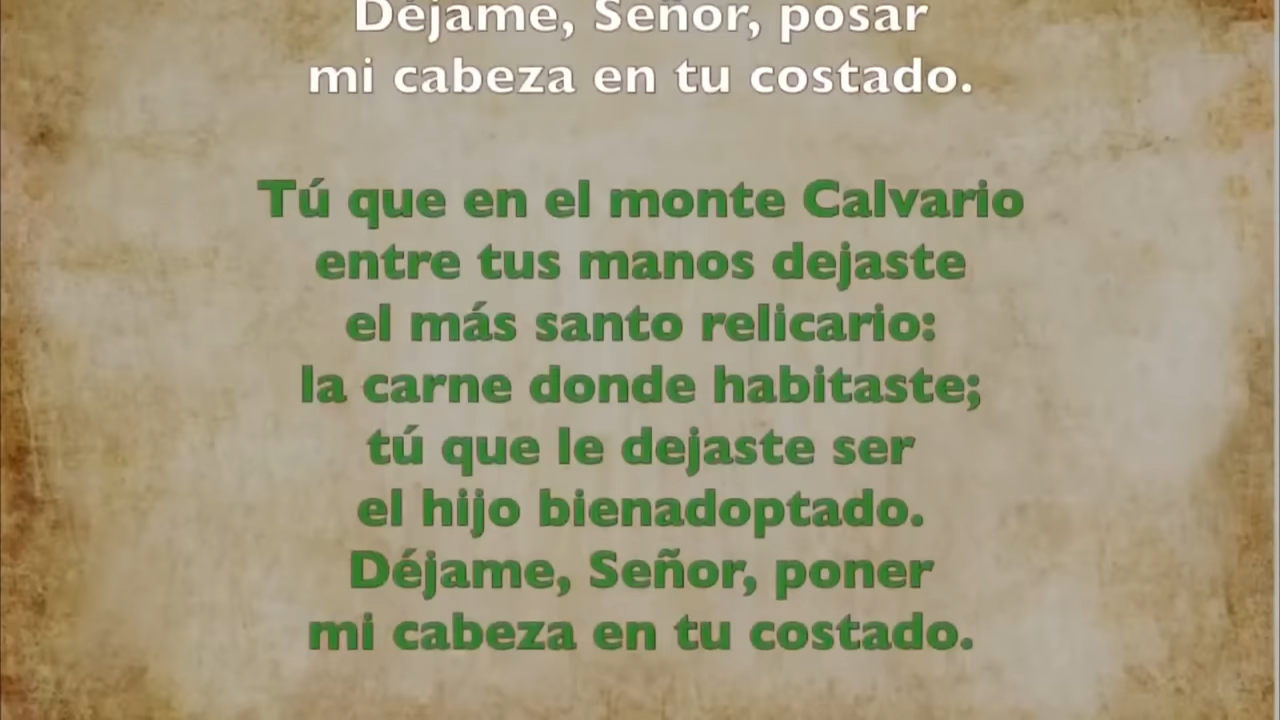 Déjame, Señor, posar
mi cabeza en tu costado.
Tú que en el monte Calvario
entre tus manos dejaste
el más santo relicario:
la carne donde habitaste;
tú que le dejaste ser
el hijo bienadoptado.
Déjame, Señor, poner
mi cabeza en tu costado.